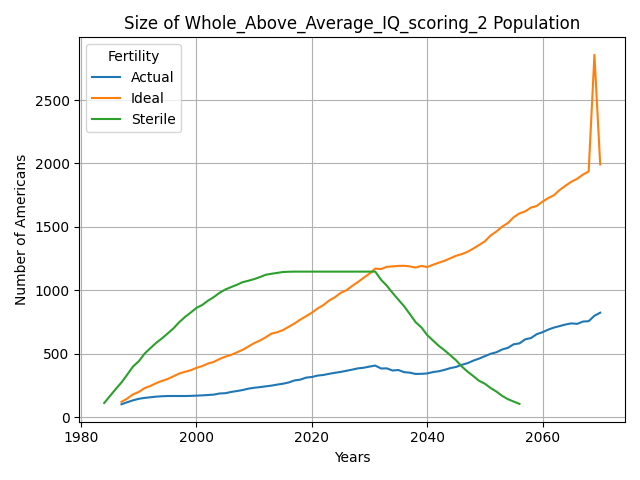 Size of Whole_Above_Average_IQ_scoring_2 Population
Fertility
Actual
Ideal
Sterile
Number of Americans
2500
2000
1500
1000
500
0
1980
2000
2020
2040
2060
Years